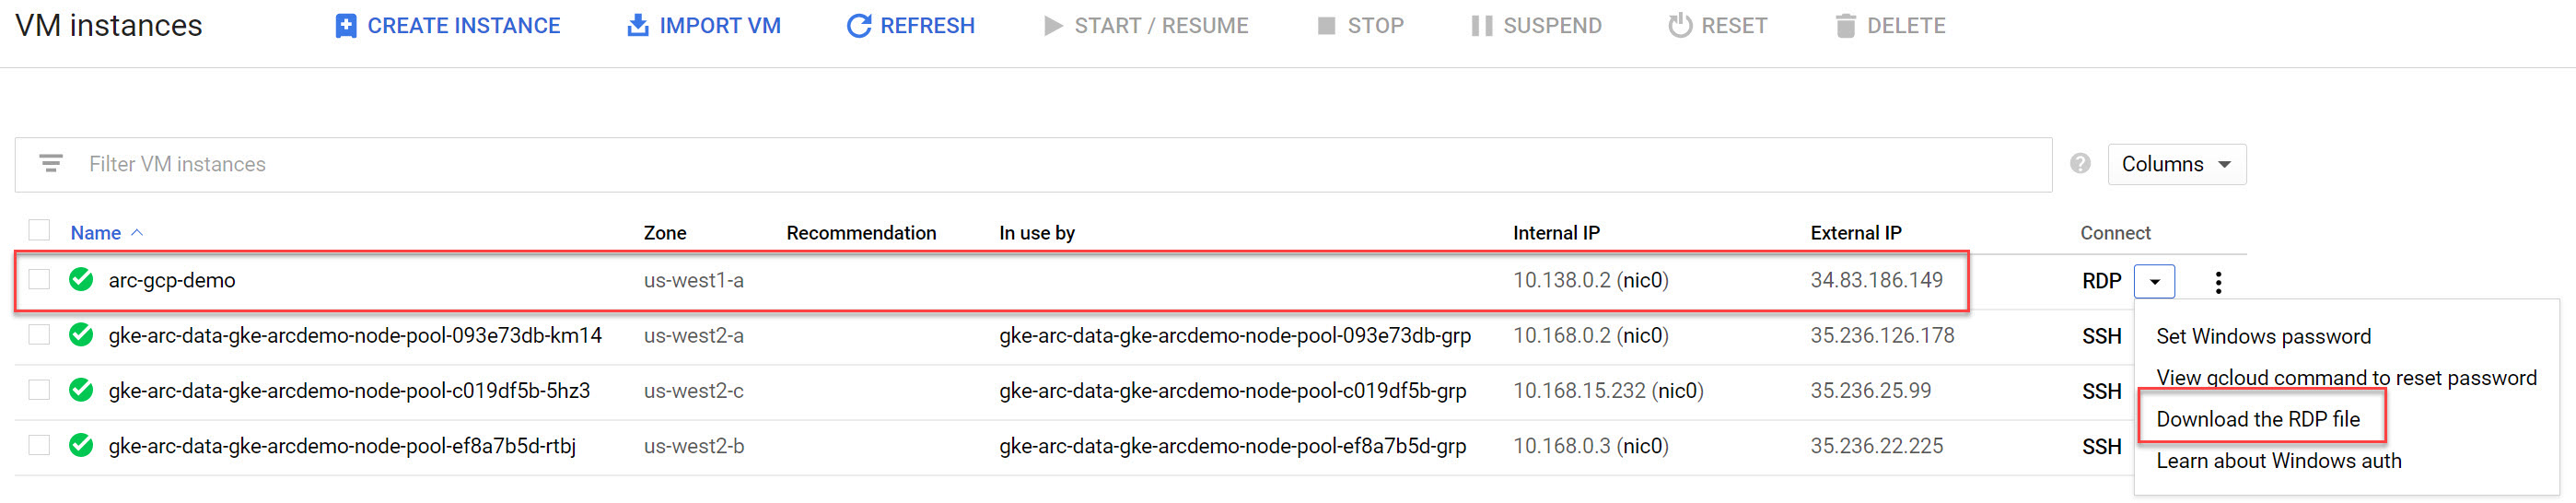 VM instances CREATE INSTANCE IMPORT VM REFRESH START / RESUME STOP SUSPEND RESET DELETE
Filter VM instances ? Columns
Name Zone Recommendation In use by Internal IP External IP Connect
arc-gcp-demo us-west1-a 10.138.0.2 (nic0) 34.83.186.149 RDP
gke-arc-data-gke-arcdemo-node-pool-093e73db-km14 us-west2-a gke-arc-data-gke-arcdemo-node-pool-093e73db-grp 10.168.0.2 (nic0) 35.236.126.178 SSH
gke-arc-data-gke-arcdemo-node-pool-c019df5b-5hz3 us-west2-c gke-arc-data-gke-arcdemo-node-pool-c019df5b-grp 10.168.15.232 (nic0) 35.236.25.99 SSH
gke-arc-data-gke-arcdemo-node-pool-ef8a7b5d-rtbj us-west2-b gke-arc-data-gke-arcdemo-node-pool-ef8a7b5d-grp 10.168.0.3 (nic0) 35.236.22.225 SSH
Set Windows password
View gcloud command to reset password
Download the RDP file
Learn about Windows auth